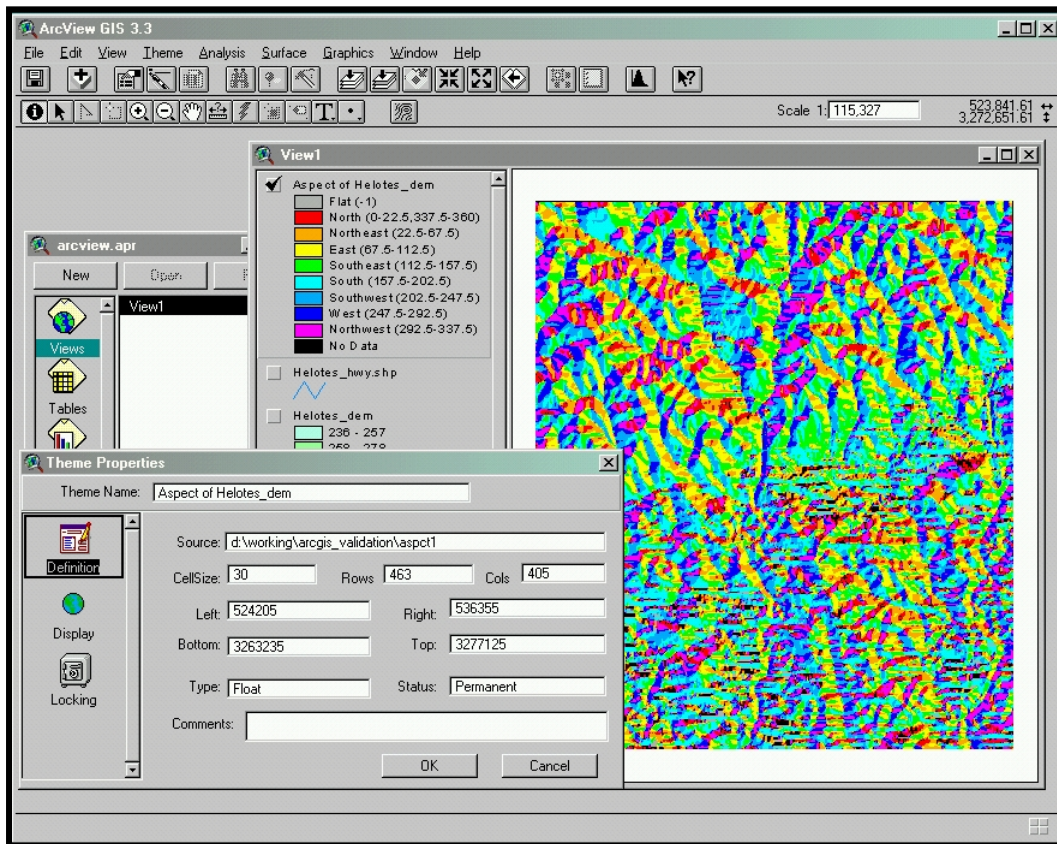 ArcView GIS 3.3
File Edit View Theme Analysis Surface Graphics Window Help
Scale 1: 115,327
523,841.61
3,272,651.61
View1
Aspect of Helotes_dem
Flat (-1)
North (0-22.5,337.5-360)
Northeast (22.5-67.5)
East (67.5-112.5)
Southeast (112.5-157.5)
South (157.5-202.5)
Southwest (202.5-247.5)
West (247.5-292.5)
Northwest (292.5-337.5)
No Data
Helotes_hwy.shp
Helotes_dem
236 - 257
258 - 278
arcview.apr
New Open
View1
Views
Tables
Theme Properties
Theme Name: Aspect of Helotes_dem
Definition
Display
Locking
Source: d:\working\arcgis_validation\aspct1
CellSize: 30 Rows 463 Cols 405
Left: 524205 Right: 536355
Bottom: 3263235 Top: 3277125
Type: Float Status: Permanent
Comments:
OK Cancel